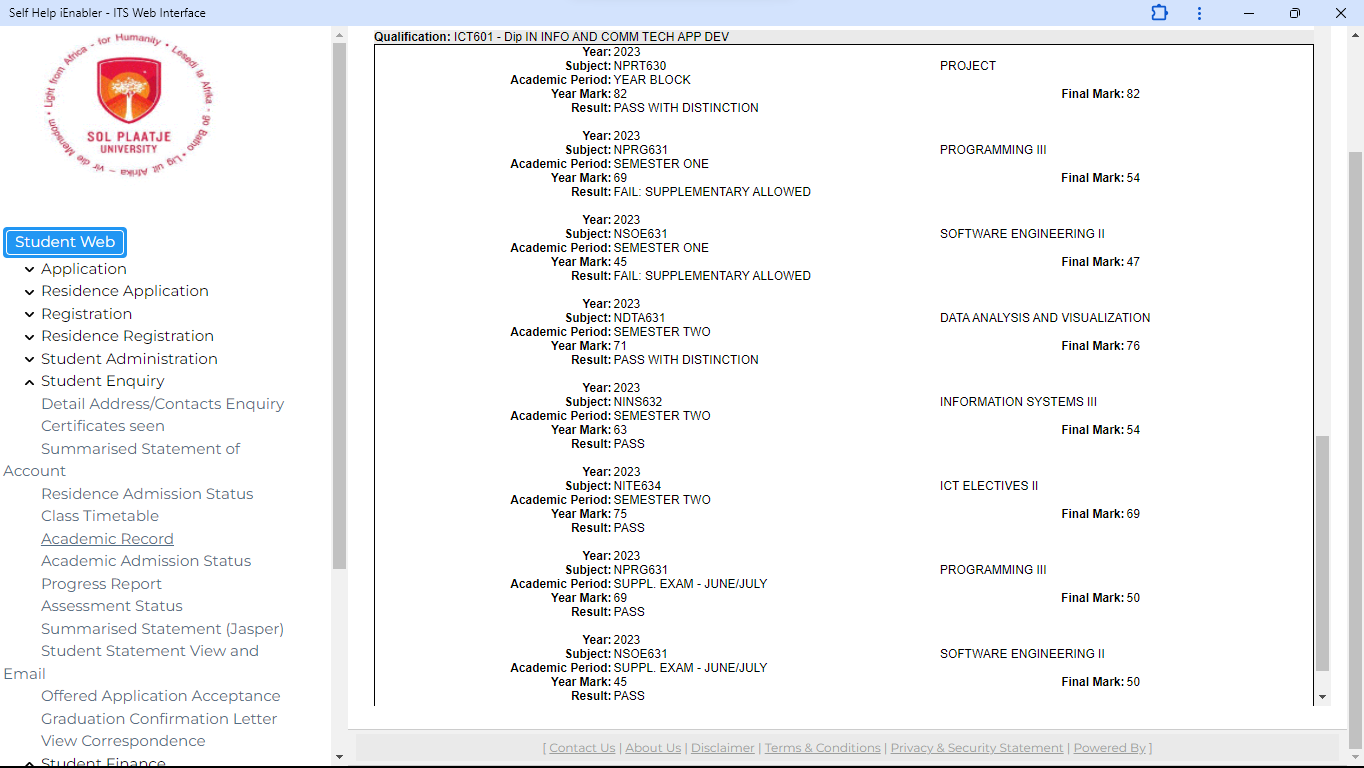 Self Help iEnabler - ITS Web Interface
Light from Africa - for Humanity • Lesedi la Afrika - go Batho • Lig uit Afrika - vir die Mensdom •
SOL PLAATJE
UNIVERSITY
Student Web
Application
Residence Application
Registration
Residence Registration
Student Administration
Student Enquiry
Detail Address/Contacts Enquiry
Certificates seen
Summarised Statement of
Account
Residence Admission Status
Class Timetable
Academic Record
Academic Admission Status
Progress Report
Assessment Status
Summarised Statement (Jasper)
Student Statement View and
Email
Offered Application Acceptance
Graduation Confirmation Letter
View Correspondence
Student Finance
Qualification: ICT601 - Dip IN INFO AND COMM TECH APP DEV
Year: 2023
Subject: NPRT630 PROJECT
Academic Period: YEAR BLOCK
Year Mark: 82 Final Mark: 82
Result: PASS WITH DISTINCTION
Year: 2023
Subject: NPRG631 PROGRAMMING III
Academic Period: SEMESTER ONE
Year Mark: 69 Final Mark: 54
Result: FAIL: SUPPLEMENTARY ALLOWED
Year: 2023
Subject: NSOE631 SOFTWARE ENGINEERING II
Academic Period: SEMESTER ONE
Year Mark: 45 Final Mark: 47
Result: FAIL: SUPPLEMENTARY ALLOWED
Year: 2023
Subject: NDTA631 DATA ANALYSIS AND VISUALIZATION
Academic Period: SEMESTER TWO
Year Mark: 71 Final Mark: 76
Result: PASS WITH DISTINCTION
Year: 2023
Subject: NINS632 INFORMATION SYSTEMS III
Academic Period: SEMESTER TWO
Year Mark: 63 Final Mark: 54
Result: PASS
Year: 2023
Subject: NITE634 ICT ELECTIVES II
Academic Period: SEMESTER TWO
Year Mark: 75 Final Mark: 69
Result: PASS
Year: 2023
Subject: NPRG631 PROGRAMMING III
Academic Period: SUPPL. EXAM - JUNE/JULY
Year Mark: 69 Final Mark: 50
Result: PASS
Year: 2023
Subject: NSOE631 SOFTWARE ENGINEERING II
Academic Period: SUPPL. EXAM - JUNE/JULY
Year Mark: 45 Final Mark: 50
Result: PASS
[ Contact Us | About Us | Disclaimer | Terms & Conditions | Privacy & Security Statement | Powered By ]